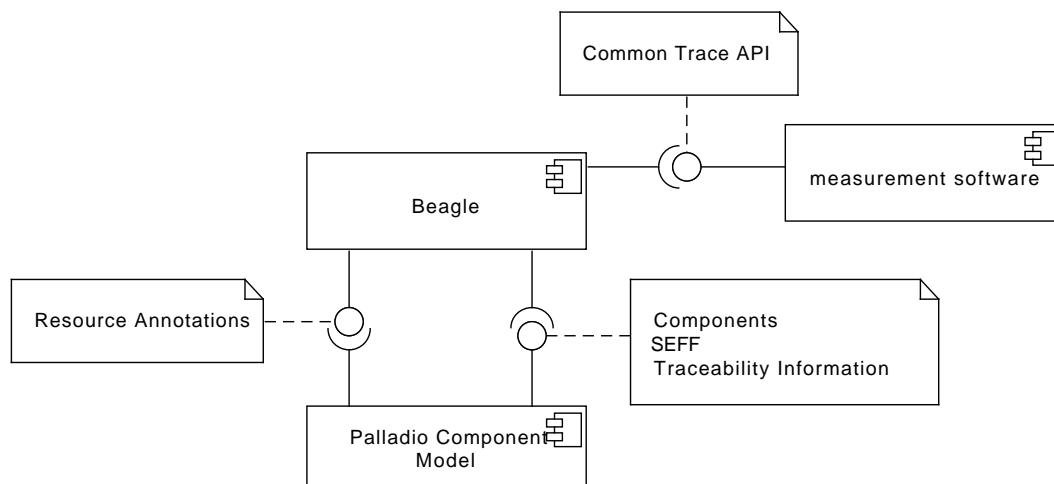 Common Trace API
measurement software
Beagle
Resource Annotations
Components
SEFF
Traceability Information
Palladio Component
Model